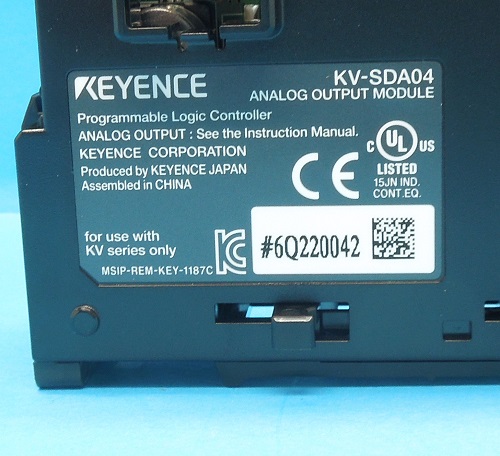 KEYENCE
KV-SDA04
ANALOG OUTPUT MODULE
Programmable Logic Controller
ANALOG OUTPUT : See the Instruction Manual.
KEYENCE CORPORATION
Produced by KEYENCE JAPAN
Assembled in CHINA
CE
C UL US
LISTED
15JN IND.
CONT.EQ.
for use with
KV series only
KC
MSIP-REM-KEY-1187C
#6Q220042